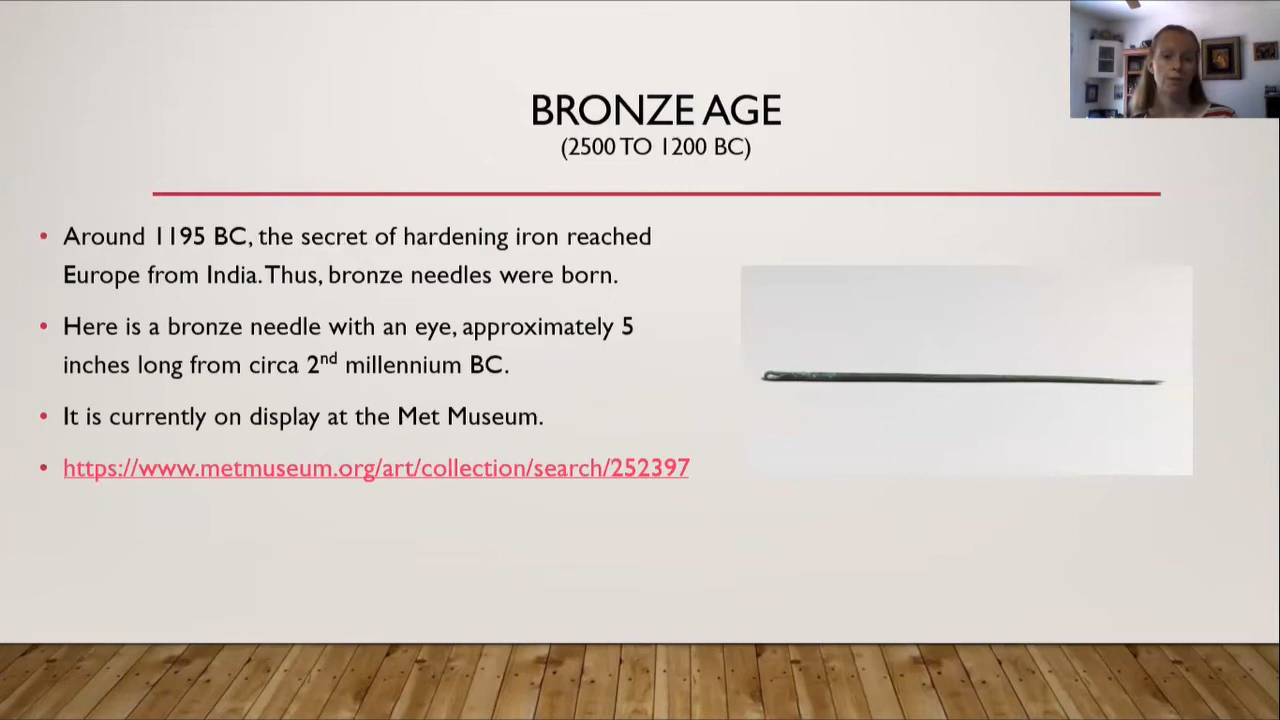 BRONZE AGE
(2500 TO 1200 BC)
• Around 1195 BC, the secret of hardening iron reached
Europe from India. Thus, bronze needles were born.
• Here is a bronze needle with an eye, approximately 5
inches long from circa 2nd millennium BC.
• It is currently on display at the Met Museum.
• https://www.metmuseum.org/art/collection/search/252397